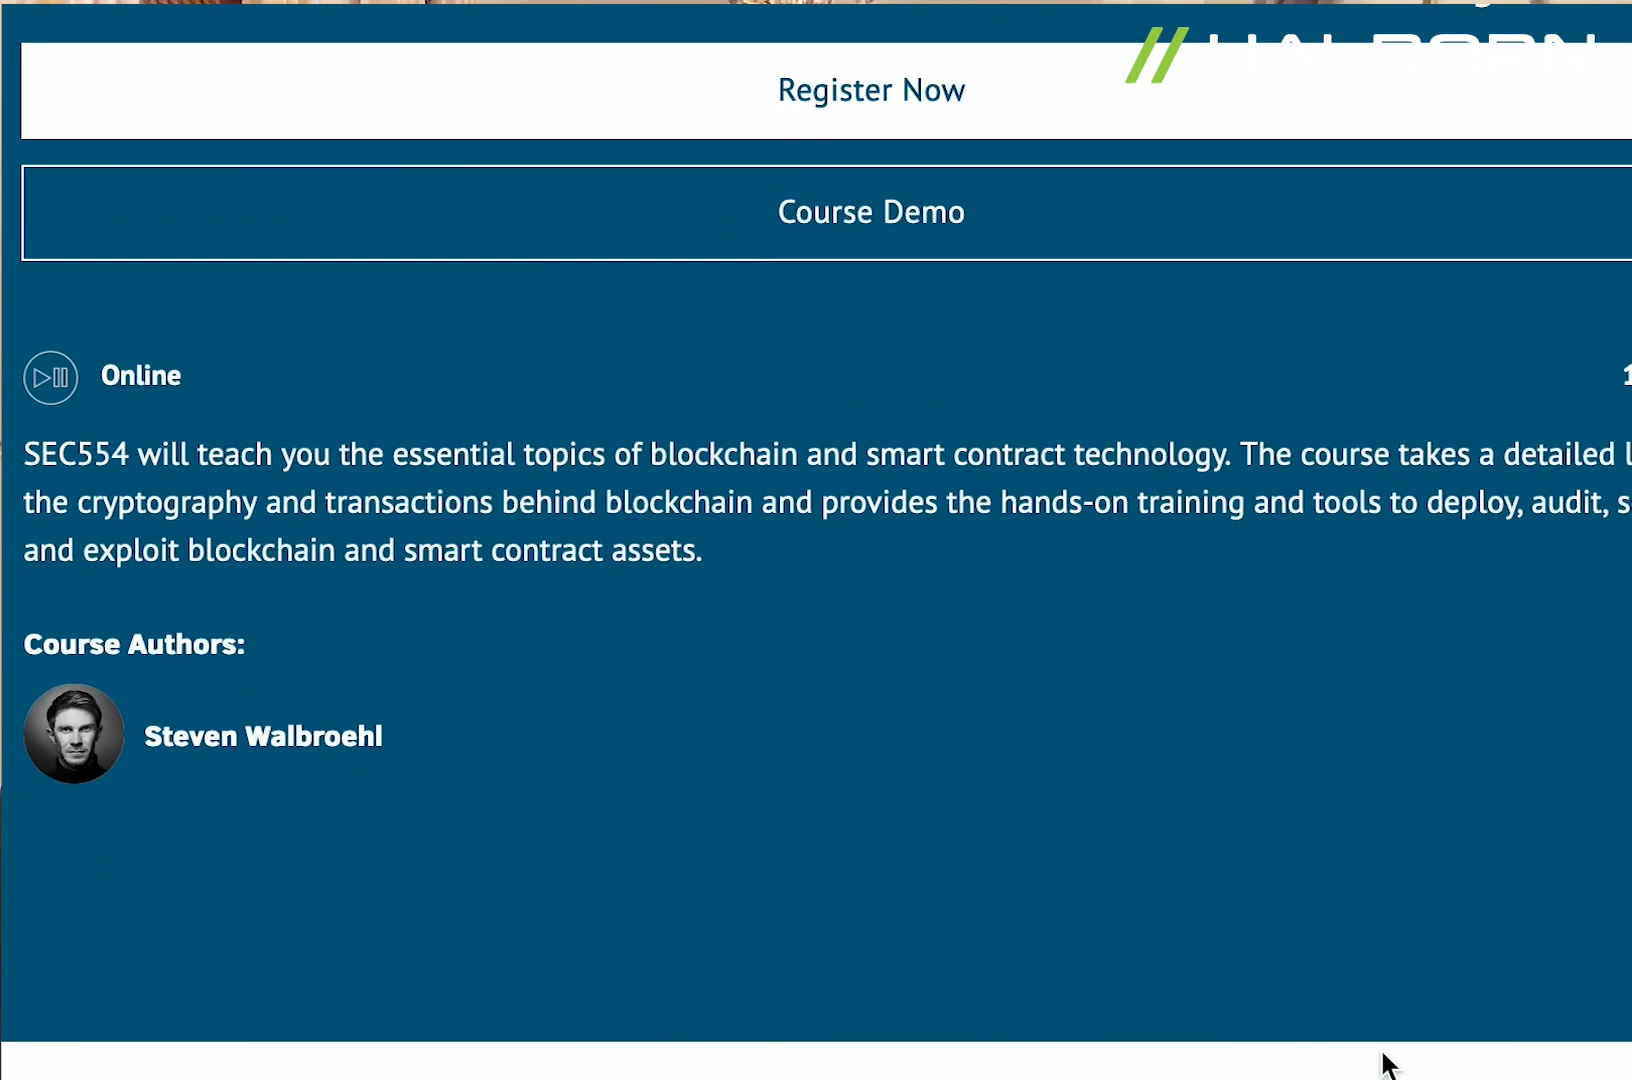 HALBORN
Register Now
Course Demo
Online
SEC554 will teach you the essential topics of blockchain and smart contract technology. The course takes a detailed
the cryptography and transactions behind blockchain and provides the hands-on training and tools to deploy, audit,
and exploit blockchain and smart contract assets.
Course Authors:
Steven Walbroehl